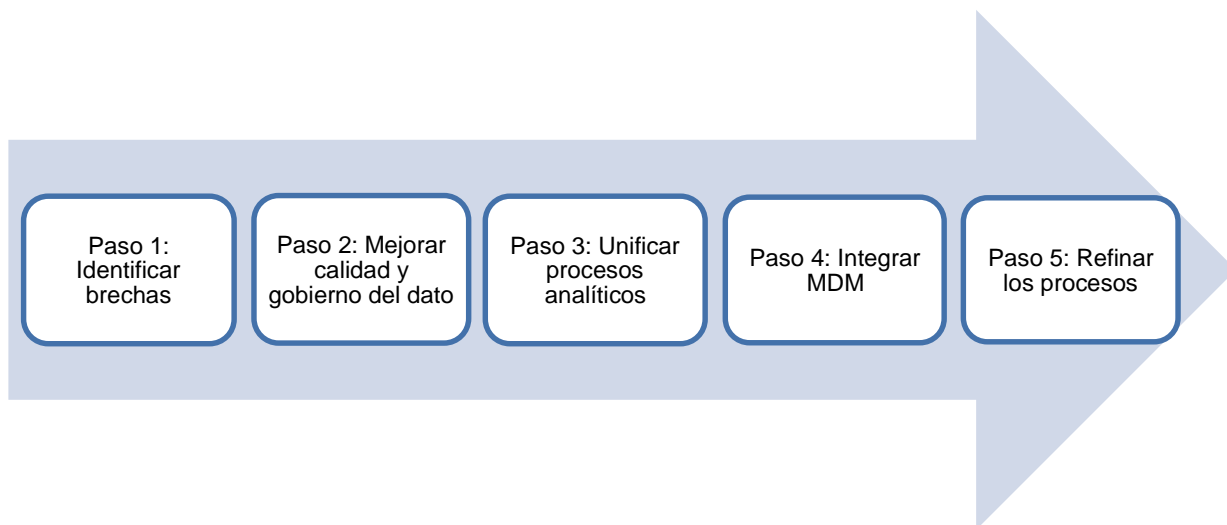 Paso 1:
Identificar
brechas
Paso 2: Mejorar
calidad y
gobierno del dato
Paso 3: Unificar
procesos
analíticos
Paso 4: Integrar
MDM
Paso 5: Refinar
los procesos